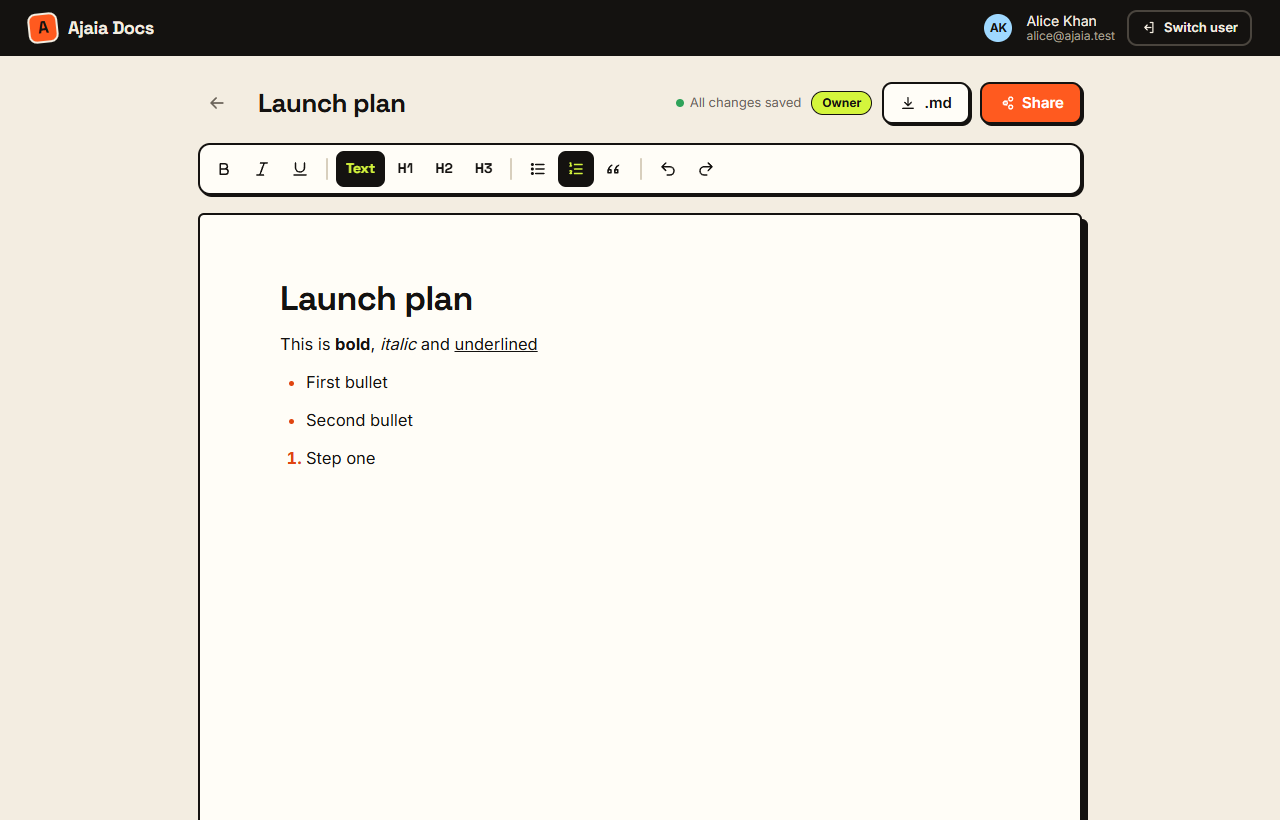 A Ajaia Docs
AK Alice Khan
alice@ajaia.test
Switch user
Launch plan
All changes saved
Owner
.md
Share
B I U Text H1 H2 H3
Launch plan
This is bold, italic and underlined
• First bullet
• Second bullet
1. Step one